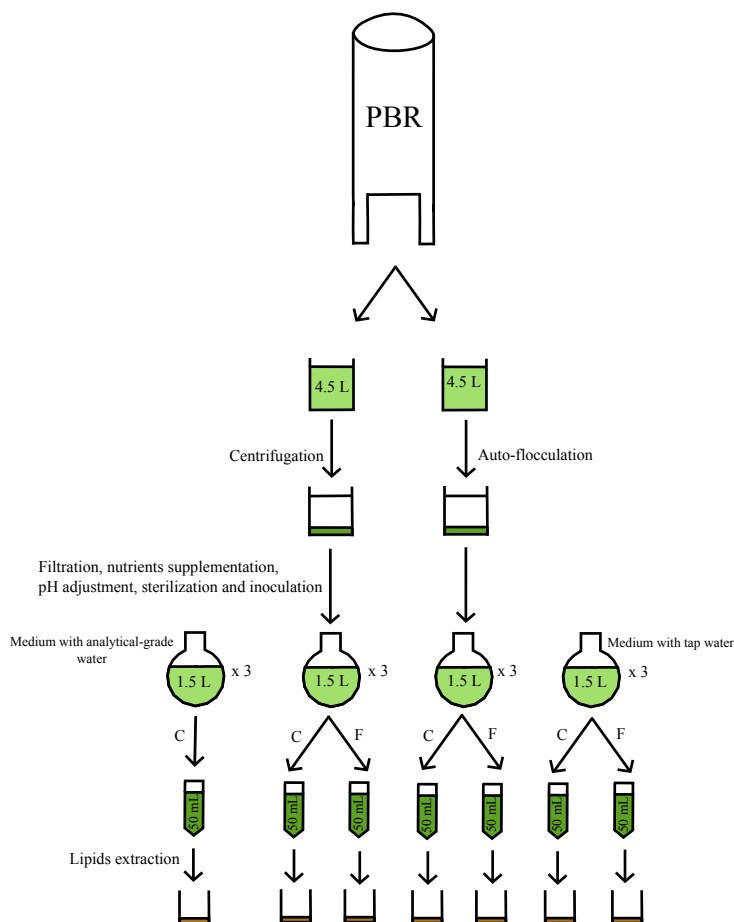 PBR
4.5 L
4.5 L
Centrifugation
Auto-flocculation
Filtration, nutrients supplementation,
pH adjustment, sterilization and inoculation
Medium with analytical-grade
water
Medium with tap water
1.5 L
x 3
1.5 L
x 3
1.5 L
x 3
1.5 L
x 3
C
C
F
C
F
C
F
50 mL
50 mL
50 mL
50 mL
50 mL
50 mL
50 mL
Lipids extraction